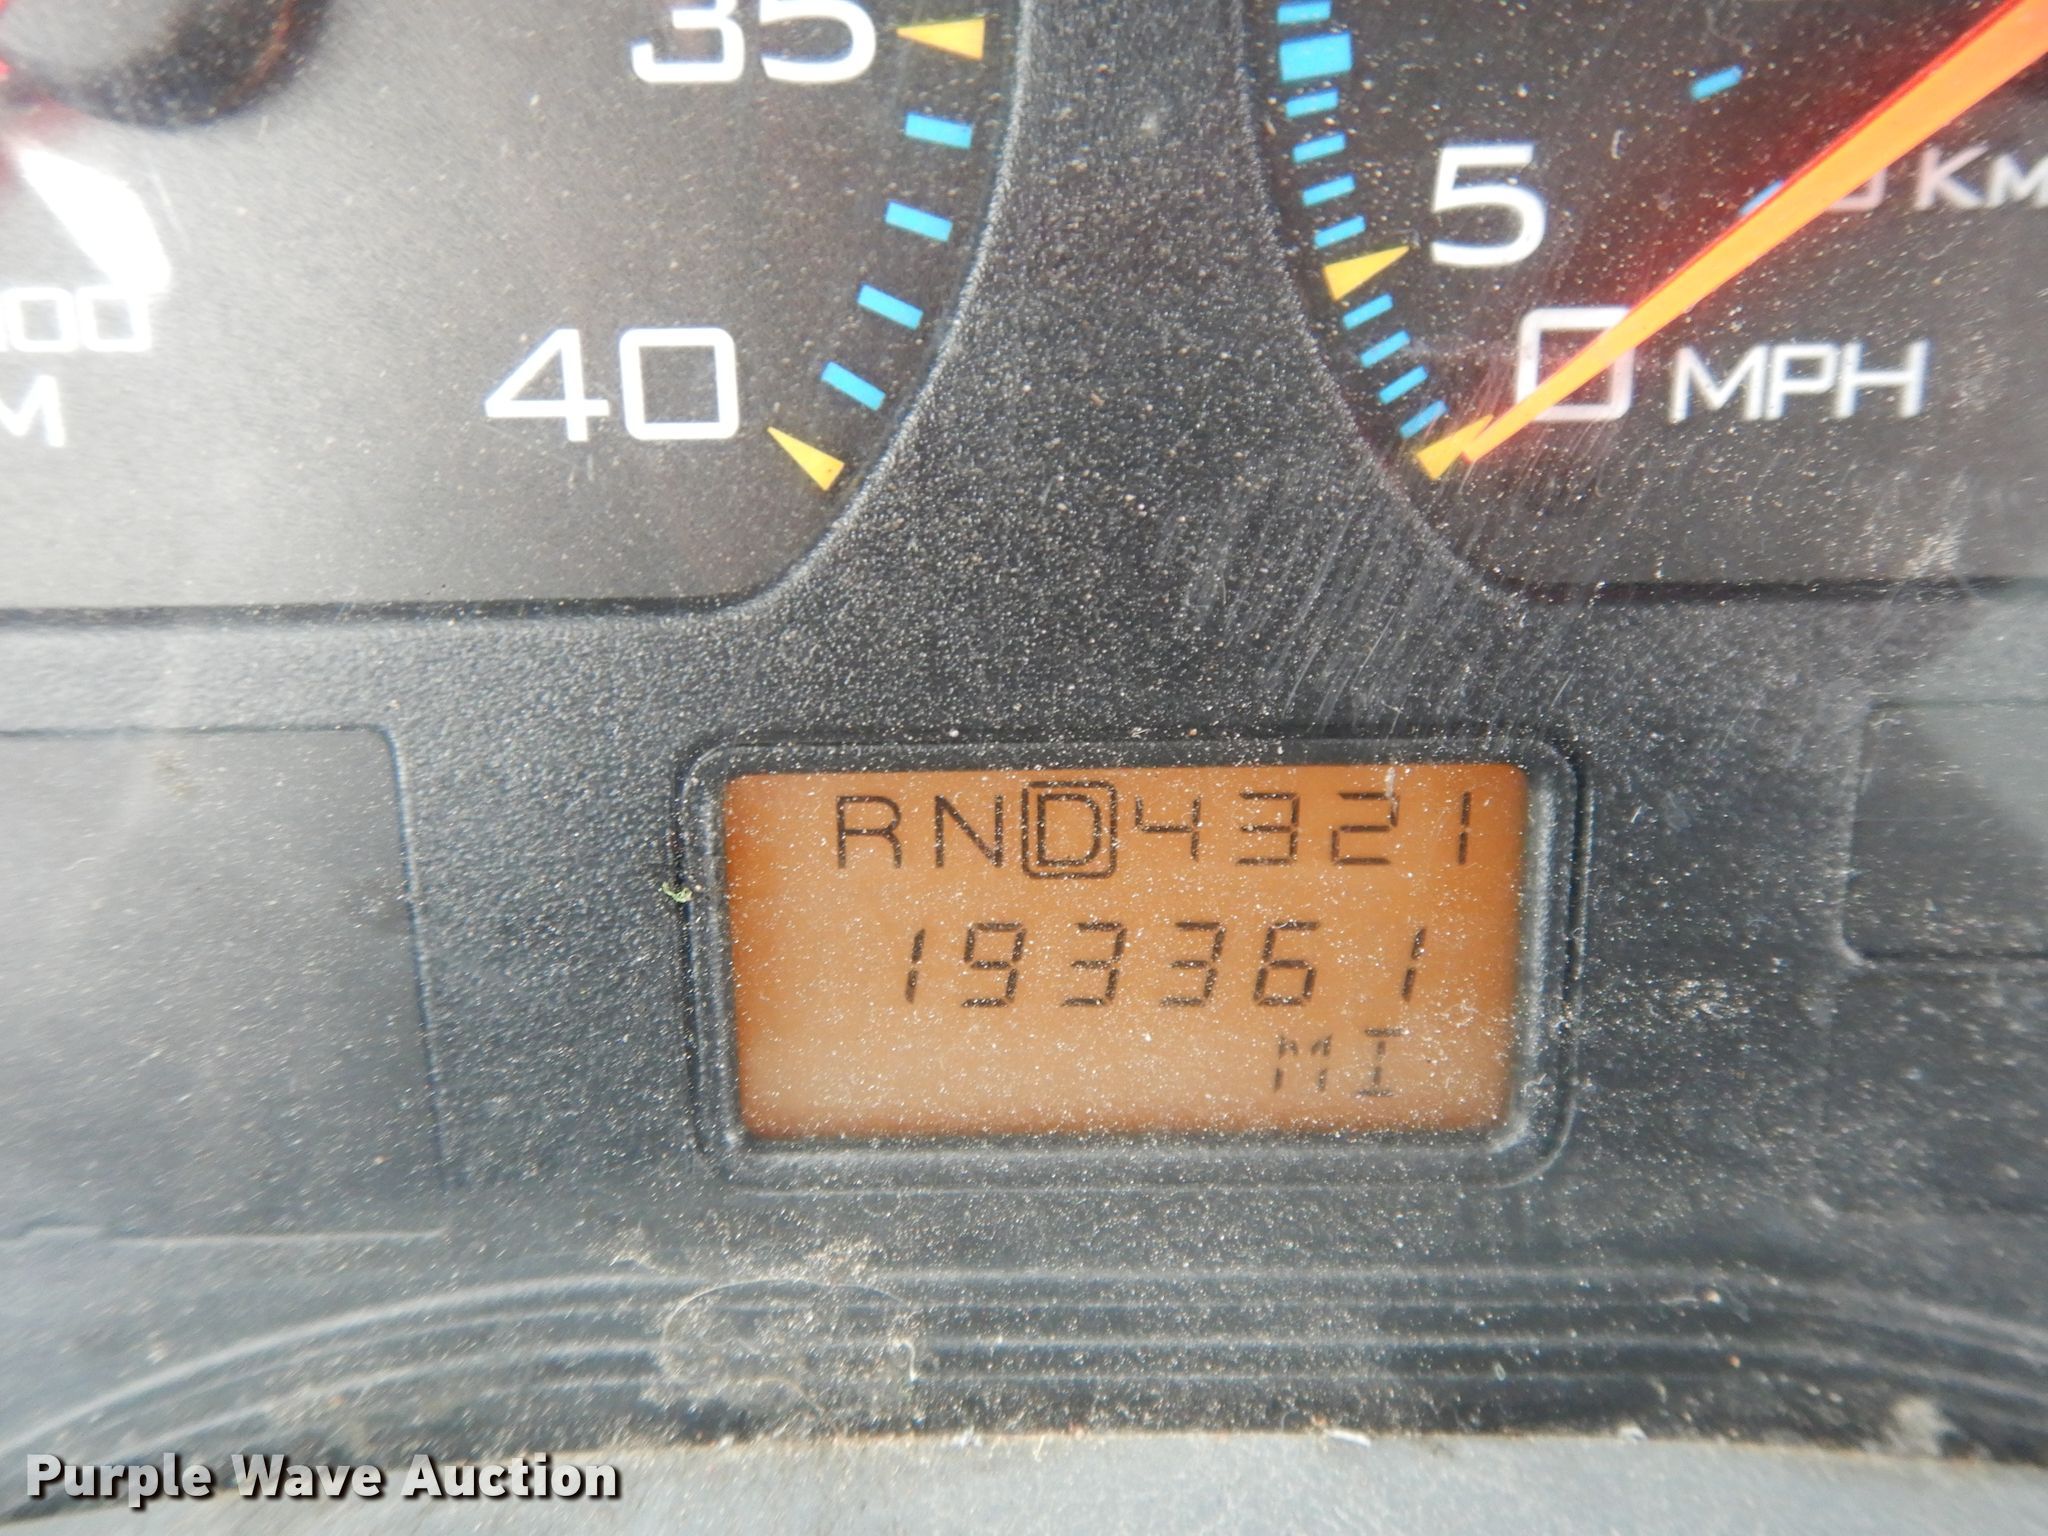 35
40
5
0 MPH
RND4321
193361
MI
Purple Wave Auction